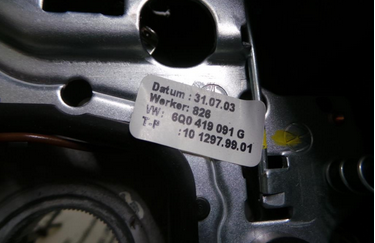 Datum : 31.07.03
Werker: 826
VW: 6Q0 419 091 G
T-P :10 1297.99.01